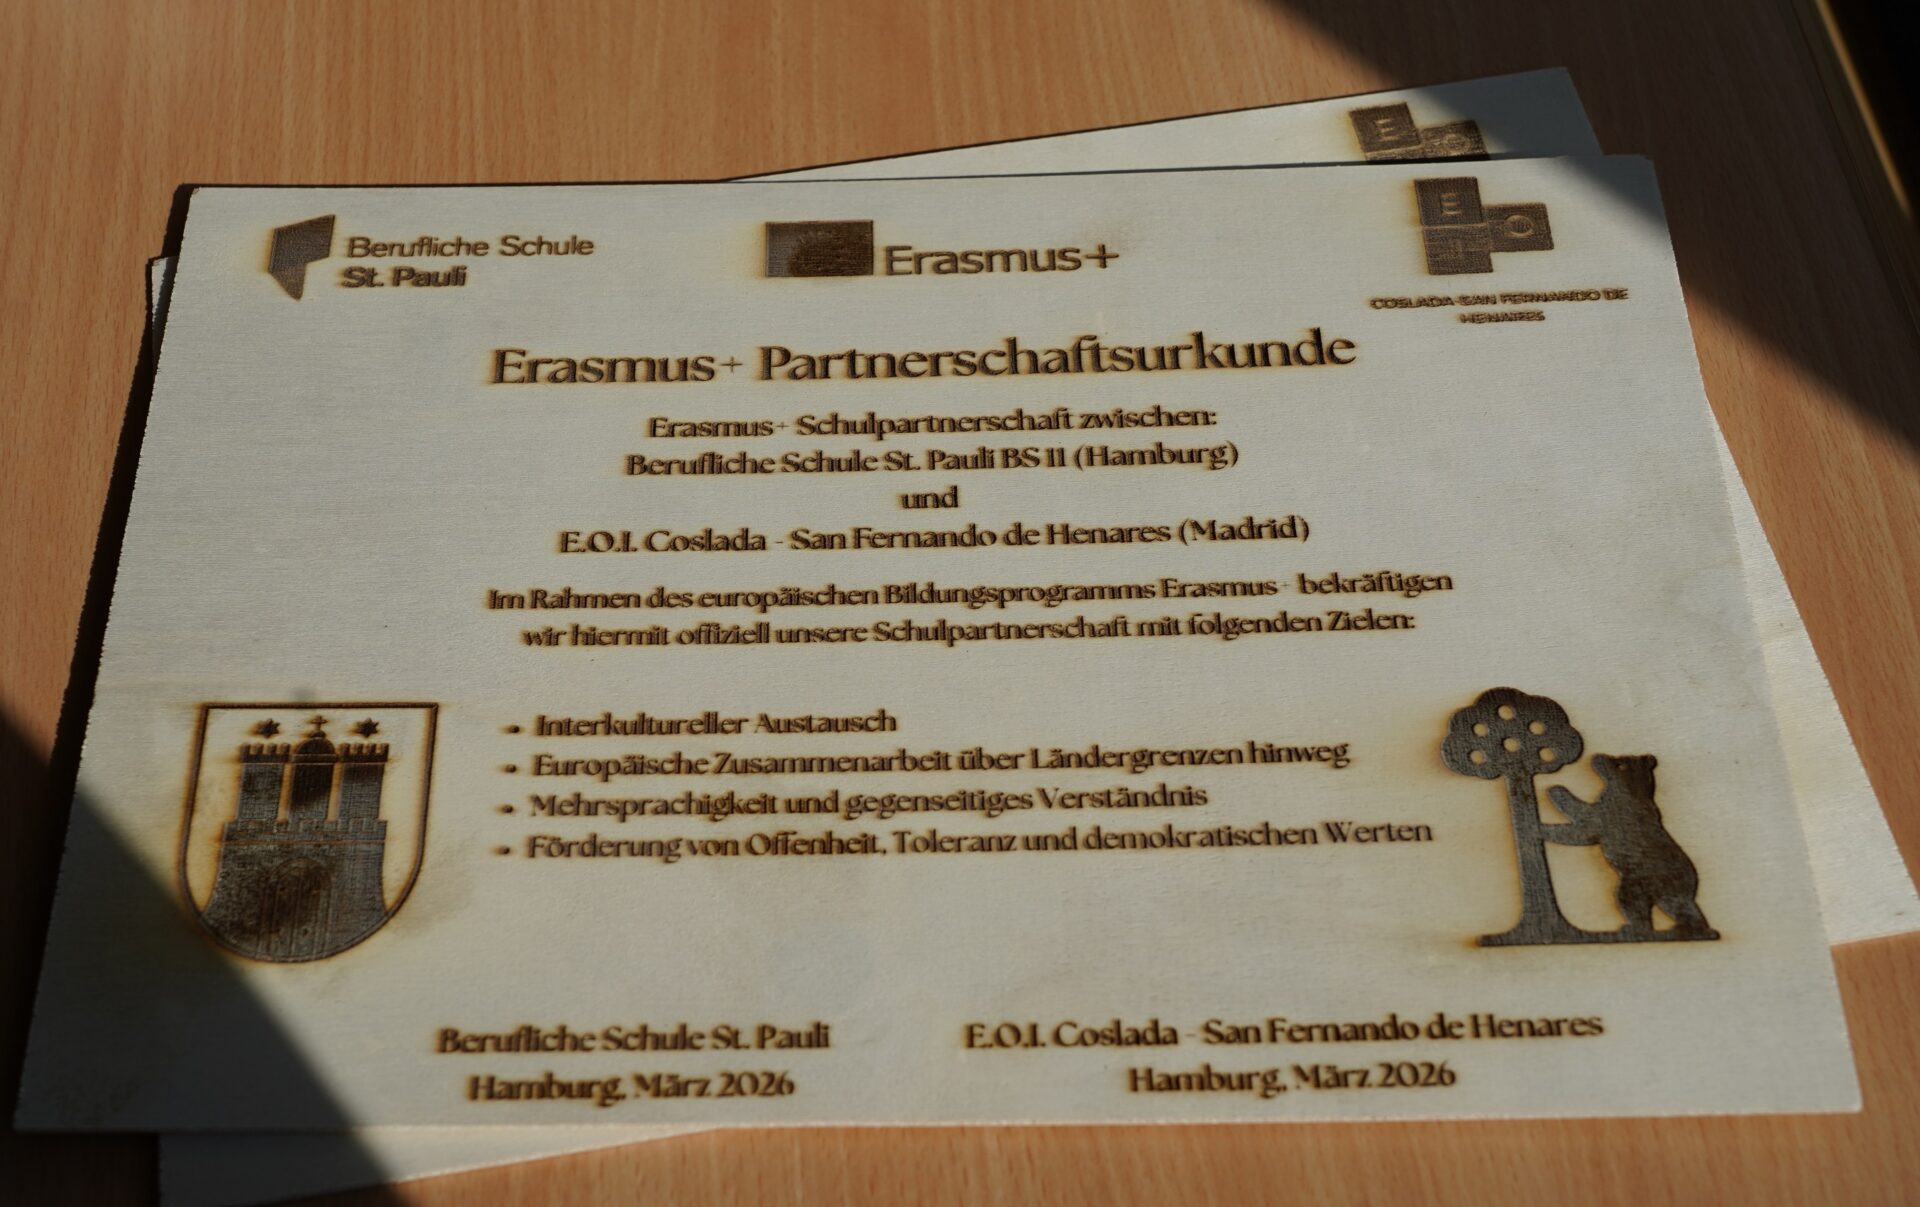 Berufliche Schule
St. Pauli
Erasmus+
E
O
I
COSLADA-SAN FERNANDO DE
HENARES
Erasmus+ Partnerschaftsurkunde
Erasmus+ Schulpartnerschaft zwischen:
Berufliche Schule St. Pauli BS 11 (Hamburg)
und
E.O.I. Coslada - San Fernando de Henares (Madrid)
Im Rahmen des europäischen Bildungsprogramms Erasmus+ bekräftigen
wir hiermit offiziell unsere Schulpartnerschaft mit folgenden Zielen:
• Interkultureller Austausch
• Europäische Zusammenarbeit über Ländergrenzen hinweg
• Mehrsprachigkeit und gegenseitiges Verständnis
• Förderung von Offenheit, Toleranz und demokratischen Werten
Berufliche Schule St. Pauli
Hamburg, März 2026
E.O.I. Coslada - San Fernando de Henares
Hamburg, März 2026